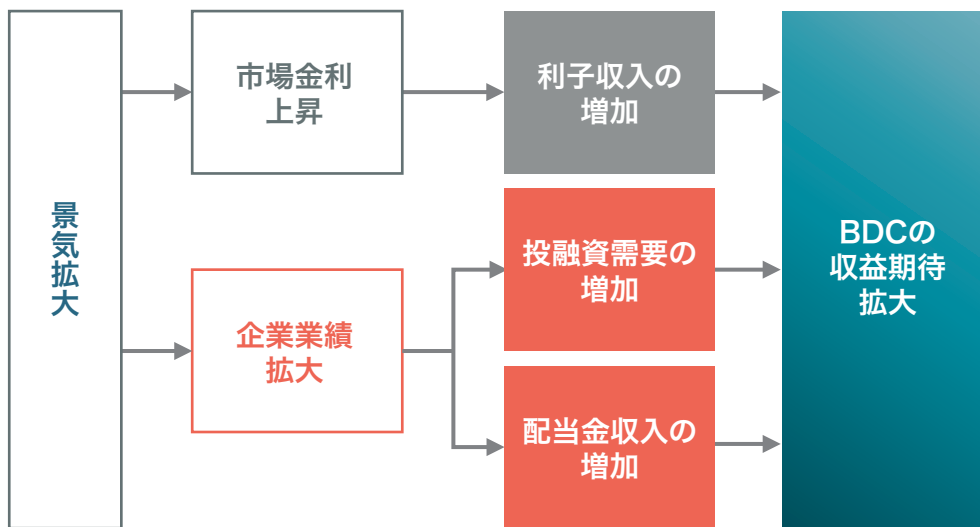 景気拡大
市場金利
上昇
利子収入の
増加
企業業績
拡大
投融資需要の
増加
配当金収入の
増加
BDCの
収益期待
拡大